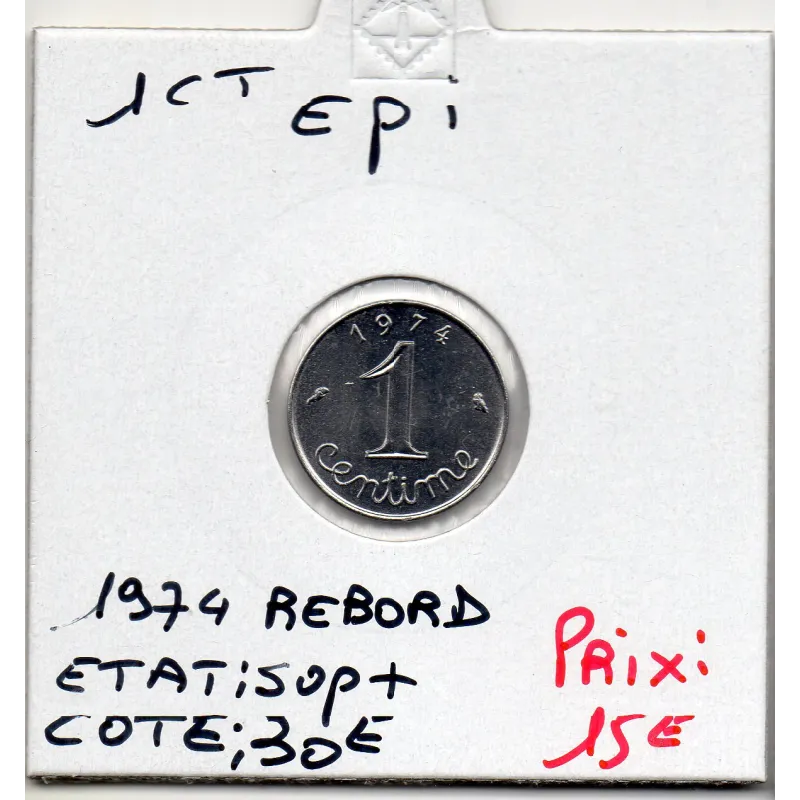 1CT epi
1974
1
centime
1974 REBORD
ETAT: SUP+
COTE: 30E
PRix:
15E